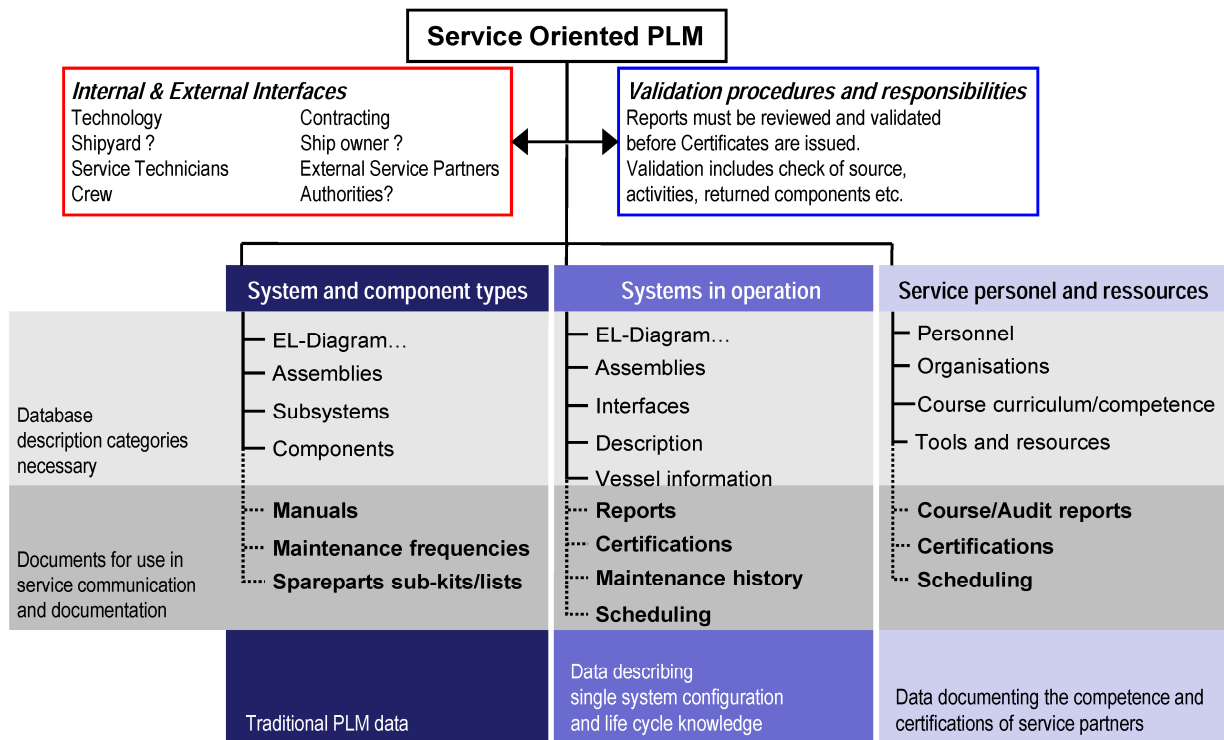 Service Oriented PLM
Internal & External Interfaces
Technology Contracting
Shipyard ? Ship owner ?
Service Technicians External Service Partners
Crew Authorities?
Validation procedures and responsibilities
Reports must be reviewed and validated
before Certificates are issued.
Validation includes check of source,
activities, returned components etc.
System and component types
Systems in operation
Service personel and ressources
Database
description categories
necessary
EL-Diagram…
Assemblies
Subsystems
Components
EL-Diagram…
Assemblies
Interfaces
Description
Vessel information
Personnel
Organisations
Course curriculum/competence
Tools and resources
Documents for use in
service communication
and documentation
Manuals
Maintenance frequencies
Spareparts sub-kits/lists
Reports
Certifications
Maintenance history
Scheduling
Course/Audit reports
Certifications
Scheduling
Traditional PLM data
Data describing
single system configuration
and life cycle knowledge
Data documenting the competence and
certifications of service partners